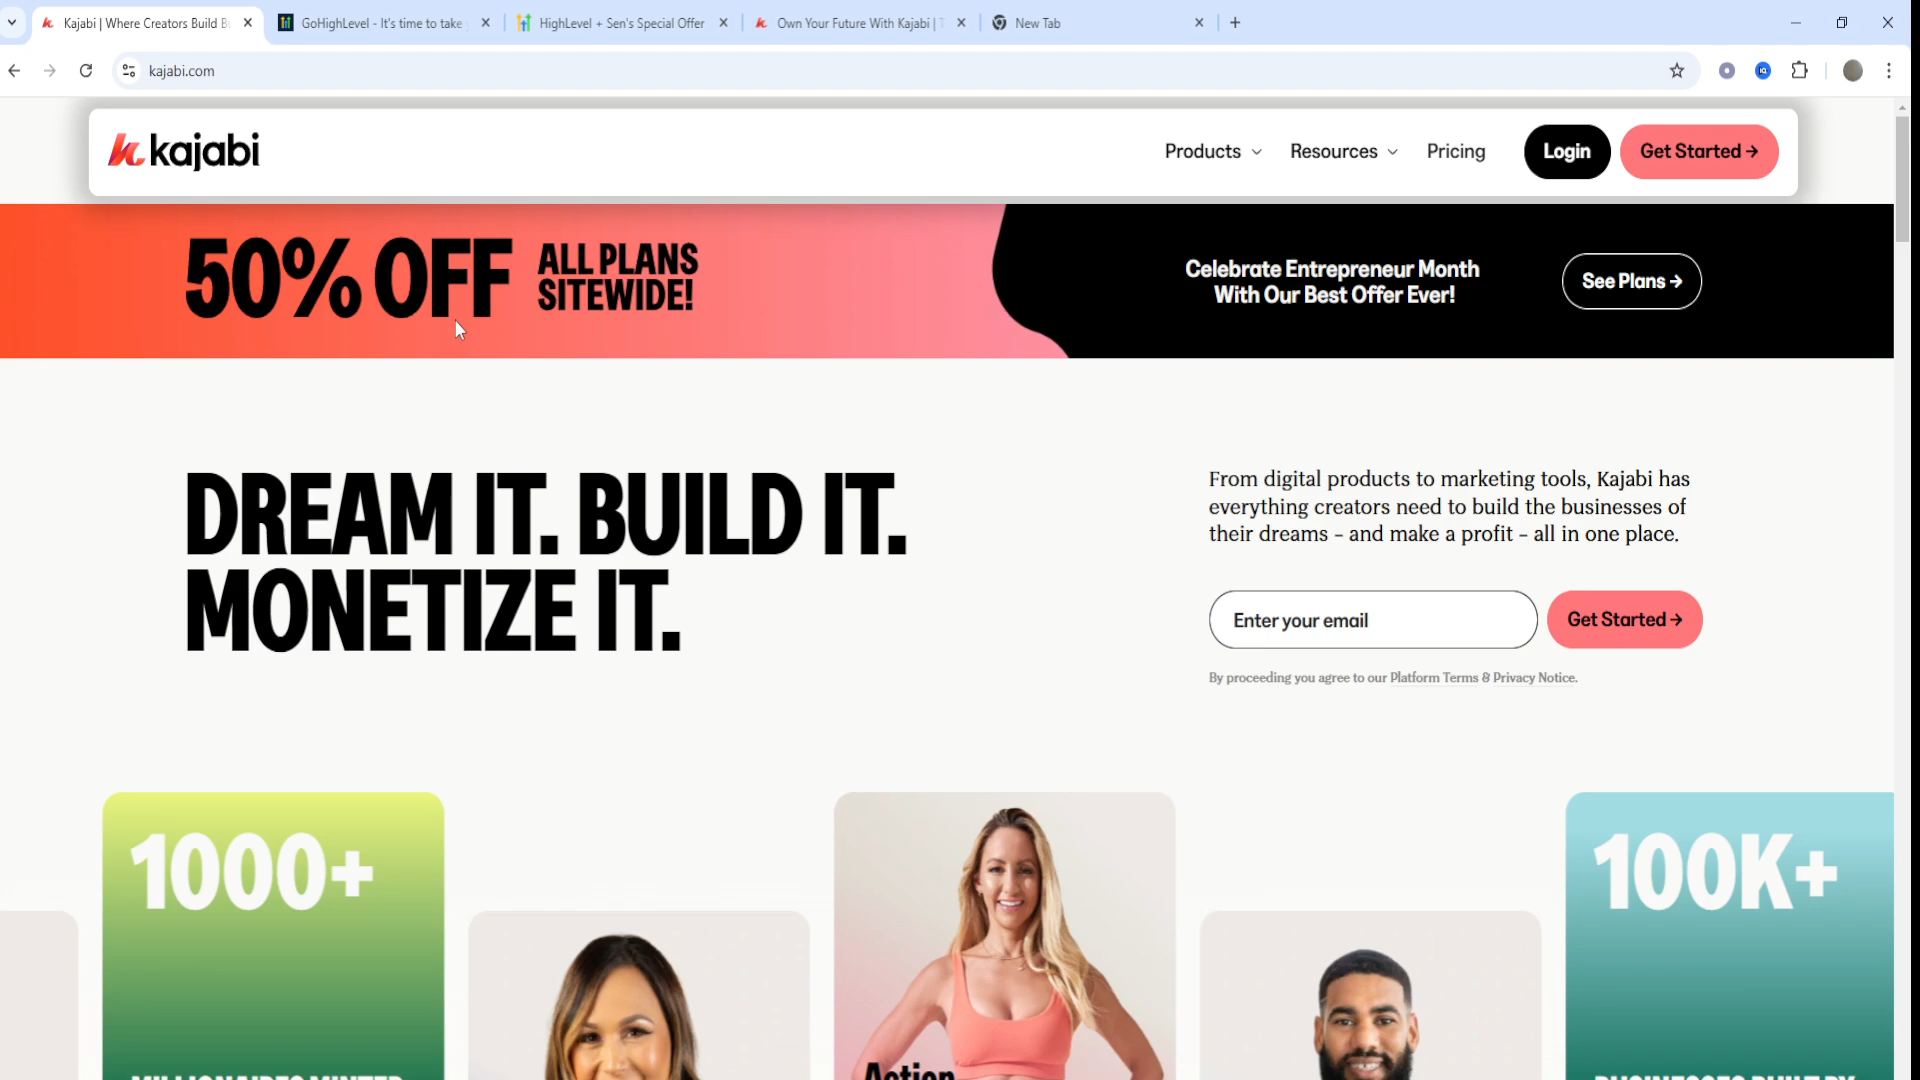 Kajabi | Where Creators Build B
GoHighLevel - It's time to take
HighLevel + Sen's Special Offer
Own Your Future With Kajabi |
New Tab
kajabi.com
kajabi
Products
Resources
Pricing
Login
Get Started →
50% OFF
ALL PLANS
SITEWIDE!
Celebrate Entrepreneur Month
With Our Best Offer Ever!
See Plans →
DREAM IT. BUILD IT.
MONETIZE IT.
From digital products to marketing tools, Kajabi has
everything creators need to build the businesses of
their dreams – and make a profit – all in one place.
Enter your email
Get Started →
By proceeding you agree to our Platform Terms & Privacy Notice.
1000+
100K+
Action
MILLIONAIRES MINTED
BUSINESSES BUILT BY